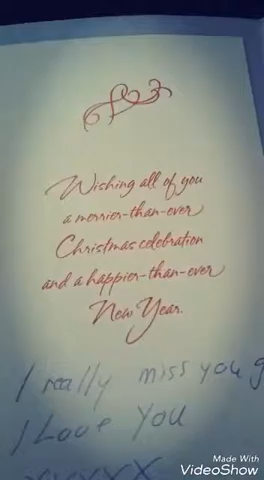 Wishing all of you
a merrier-than-ever
Christmas celebration
and a happier-than-ever
New Year.
I really miss you
I Love You
XXXXX
Made With
VideoShow